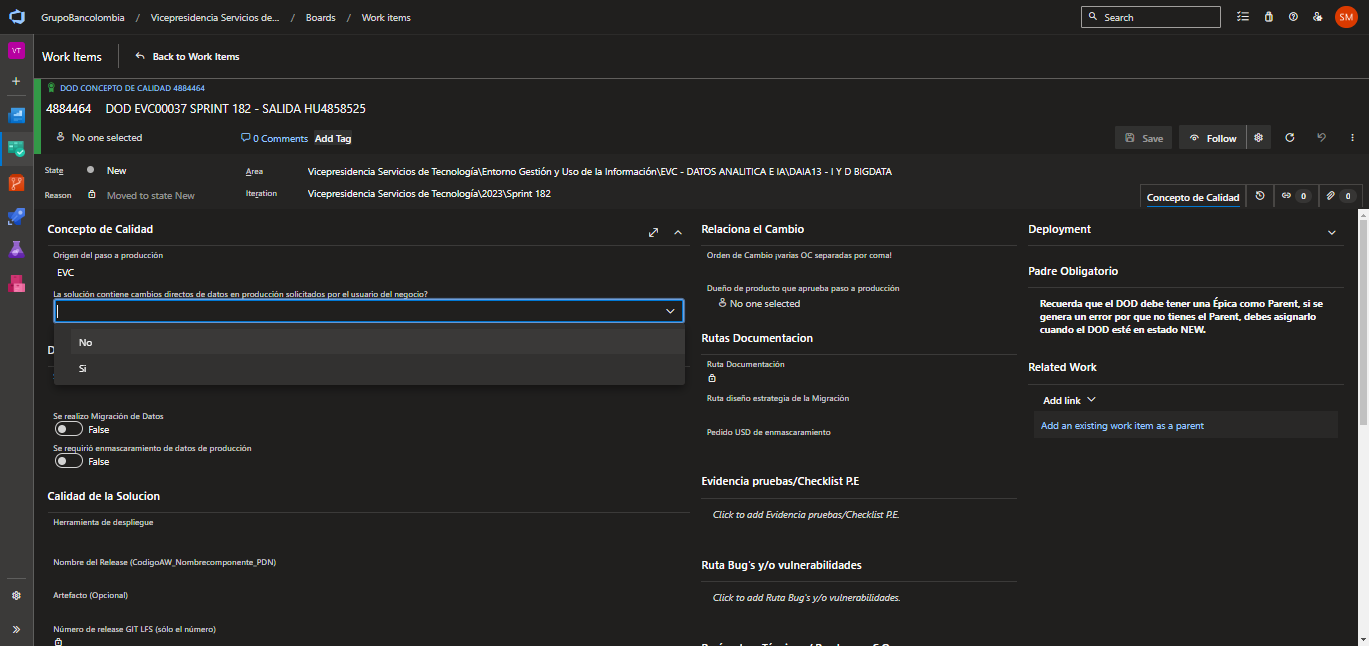 GrupoBancolombia / Vicepresidencia Servicios de... / Boards / Work items
Search
SM
VT
Work Items
Back to Work Items
DOD CONCEPTO DE CALIDAD 4884464
4884464 DOD EVC00037 SPRINT 182 - SALIDA HU4858525
No one selected
0 Comments
Add Tag
Save
Follow
State
New
Area
Vicepresidencia Servicios de Tecnología\Entorno Gestión y Uso de la Información\EVC - DATOS ANALITICA E IA\DAIA13 - I Y D BIGDATA
Reason
Moved to state New
Iteration
Vicepresidencia Servicios de Tecnología\2023\Sprint 182
Concepto de Calidad
0
0
Concepto de Calidad
Origen del paso a producción
EVC
La solución contiene cambios directos de datos en producción solicitados por el usuario del negocio?
No
Si
D
Se realizo Migración de Datos
False
Se requirió enmascaramiento de datos de producción
False
Calidad de la Solucion
Herramienta de despliegue
Nombre del Release (CodigoAW_Nombrecomponente_PDN)
Artefacto (Opcional)
Número de release GIT LFS (sólo el número)
Relaciona el Cambio
Orden de Cambio ¡varias OC separadas por coma!
Dueño de producto que aprueba paso a producción
No one selected
Rutas Documentacion
Ruta Documentación
Ruta diseño estrategia de la Migración
Pedido USD de enmascaramiento
Evidencia pruebas/Checklist P.E
Click to add Evidencia pruebas/Checklist P.E.
Ruta Bug's y/o vulnerabilidades
Click to add Ruta Bug's y/o vulnerabilidades.
Deployment
Padre Obligatorio
Recuerda que el DOD debe tener una Épica como Parent, si se
genera un error por que no tienes el Parent, debes asignarlo
cuando el DOD esté en estado NEW.
Related Work
Add link
Add an existing work item as a parent